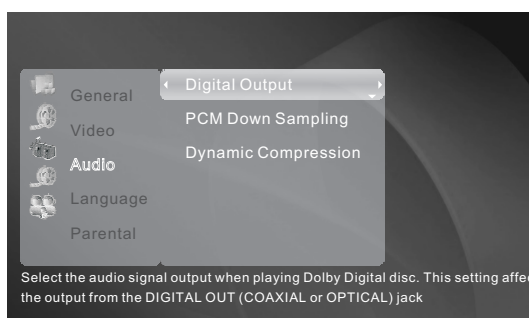 General
Video
Audio
Language
Parental
Digital Output
PCM Down Sampling
Dynamic Compression
Select the audio signal output when playing Dolby Digital disc. This setting
the output from the DIGITAL OUT (COAXIAL or OPTICAL) jack